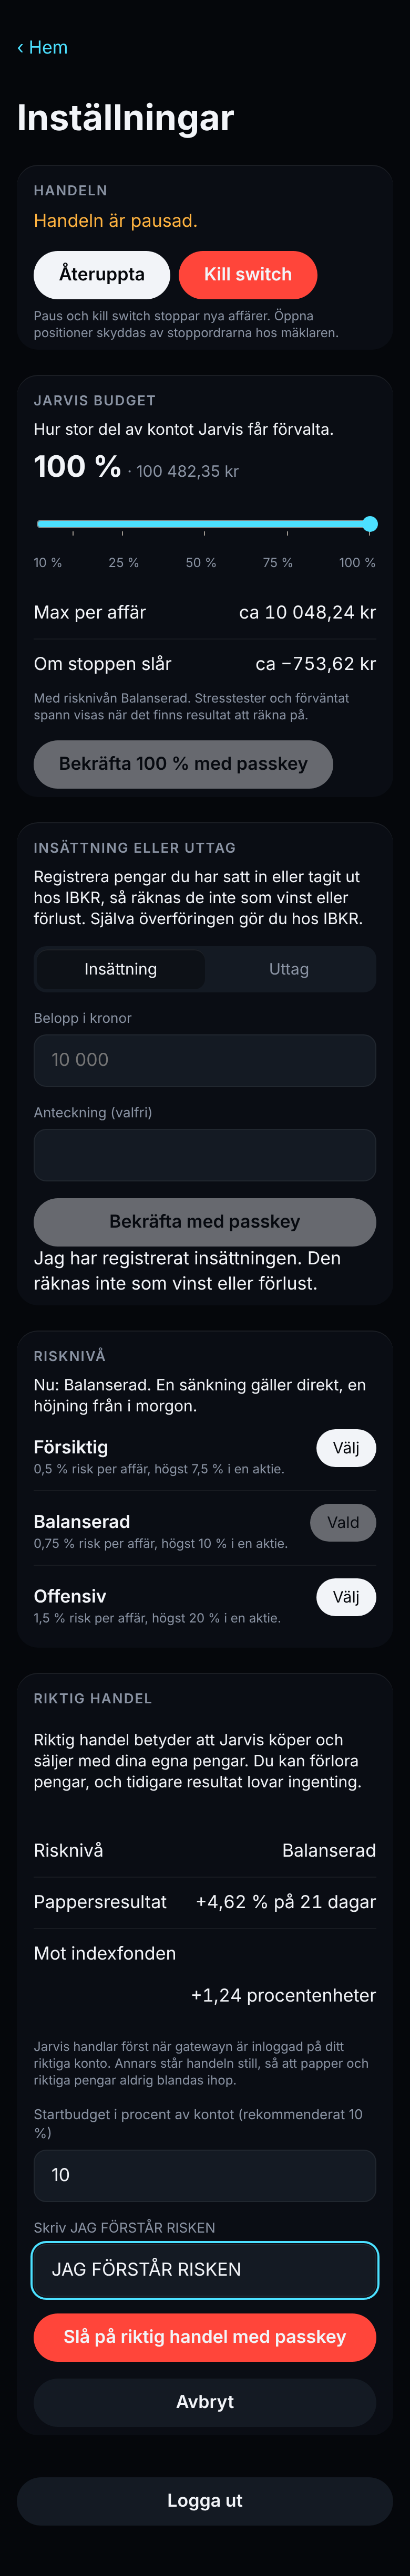 ‹ Hem
Inställningar
HANDELN
Handeln är pausad.
Återuppta
Kill switch
Paus och kill switch stoppar nya affärer. Öppna
positioner skyddas av stoppordrarna hos mäklaren.
JARVIS BUDGET
Hur stor del av kontot Jarvis får förvalta.
100 % · 100 482,35 kr
10 % 25 % 50 % 75 % 100 %
Max per affär ca 10 048,24 kr
Om stoppen slår ca −753,62 kr
Med risknivån Balanserad. Stresstester och förväntat
spann visas när det finns resultat att räkna på.
Bekräfta 100 % med passkey
INSÄTTNING ELLER UTTAG
Registrera pengar du har satt in eller tagit ut
hos IBKR, så räknas de inte som vinst eller
förlust. Själva överföringen gör du hos IBKR.
Insättning Uttag
Belopp i kronor
10 000
Anteckning (valfri)
Bekräfta med passkey
Jag har registrerat insättningen. Den
räknas inte som vinst eller förlust.
RISKNIVÅ
Nu: Balanserad. En sänkning gäller direkt, en
höjning från i morgon.
Försiktig
0,5 % risk per affär, högst 7,5 % i en aktie.
Välj
Balanserad
0,75 % risk per affär, högst 10 % i en aktie.
Vald
Offensiv
1,5 % risk per affär, högst 20 % i en aktie.
Välj
RIKTIG HANDEL
Riktig handel betyder att Jarvis köper och
säljer med dina egna pengar. Du kan förlora
pengar, och tidigare resultat lovar ingenting.
Risknivå Balanserad
Pappersresultat +4,62 % på 21 dagar
Mot indexfonden
+1,24 procentenheter
Jarvis handlar först när gatewayn är inloggad på ditt
riktiga konto. Annars står handeln still, så att papper och
riktiga pengar aldrig blandas ihop.
Startbudget i procent av kontot (rekommenderat 10
%)
10
Skriv JAG FÖRSTÅR RISKEN
JAG FÖRSTÅR RISKEN
Slå på riktig handel med passkey
Avbryt
Logga ut